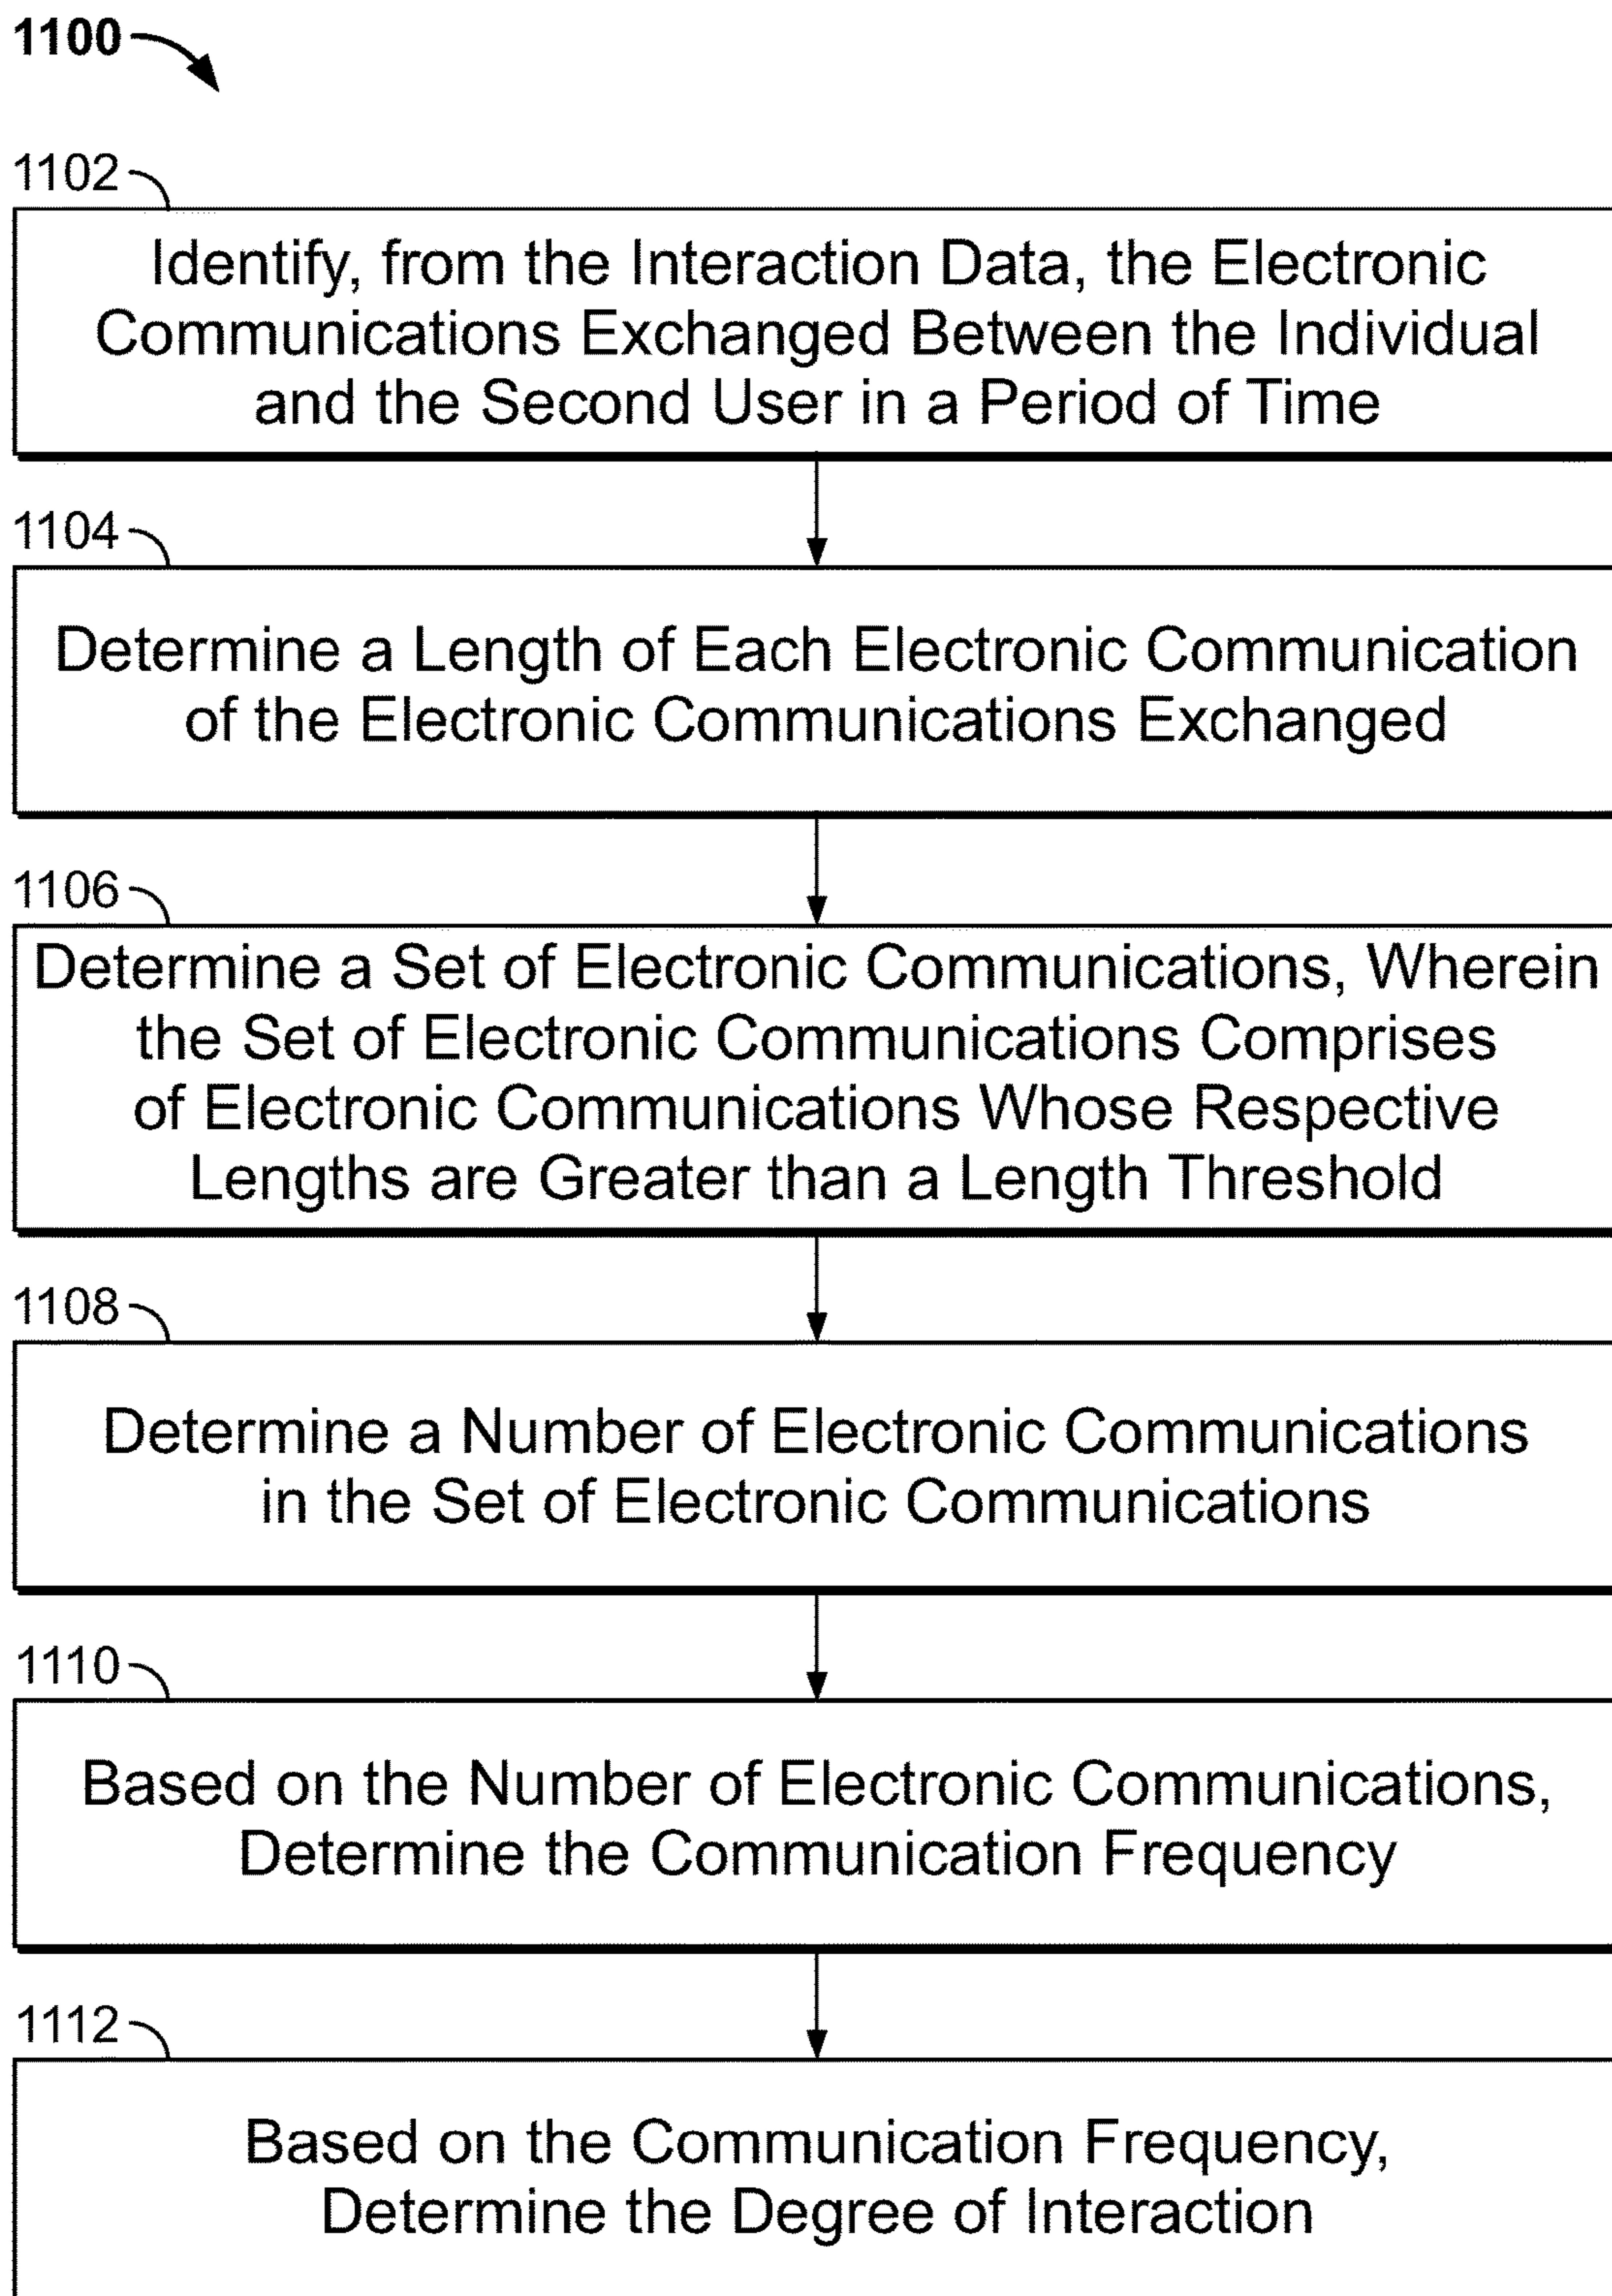 1100
1102
Identify, from the Interaction Data, the Electronic
Communications Exchanged Between the Individual
and the Second User in a Period of Time
1104
Determine a Length of Each Electronic Communication
of the Electronic Communications Exchanged
1106
Determine a Set of Electronic Communications, Wherein
the Set of Electronic Communications Comprises
of Electronic Communications Whose Respective
Lengths are Greater than a Length Threshold
1108
Determine a Number of Electronic Communications
in the Set of Electronic Communications
1110
Based on the Number of Electronic Communications,
Determine the Communication Frequency
1112
Based on the Communication Frequency,
Determine the Degree of Interaction